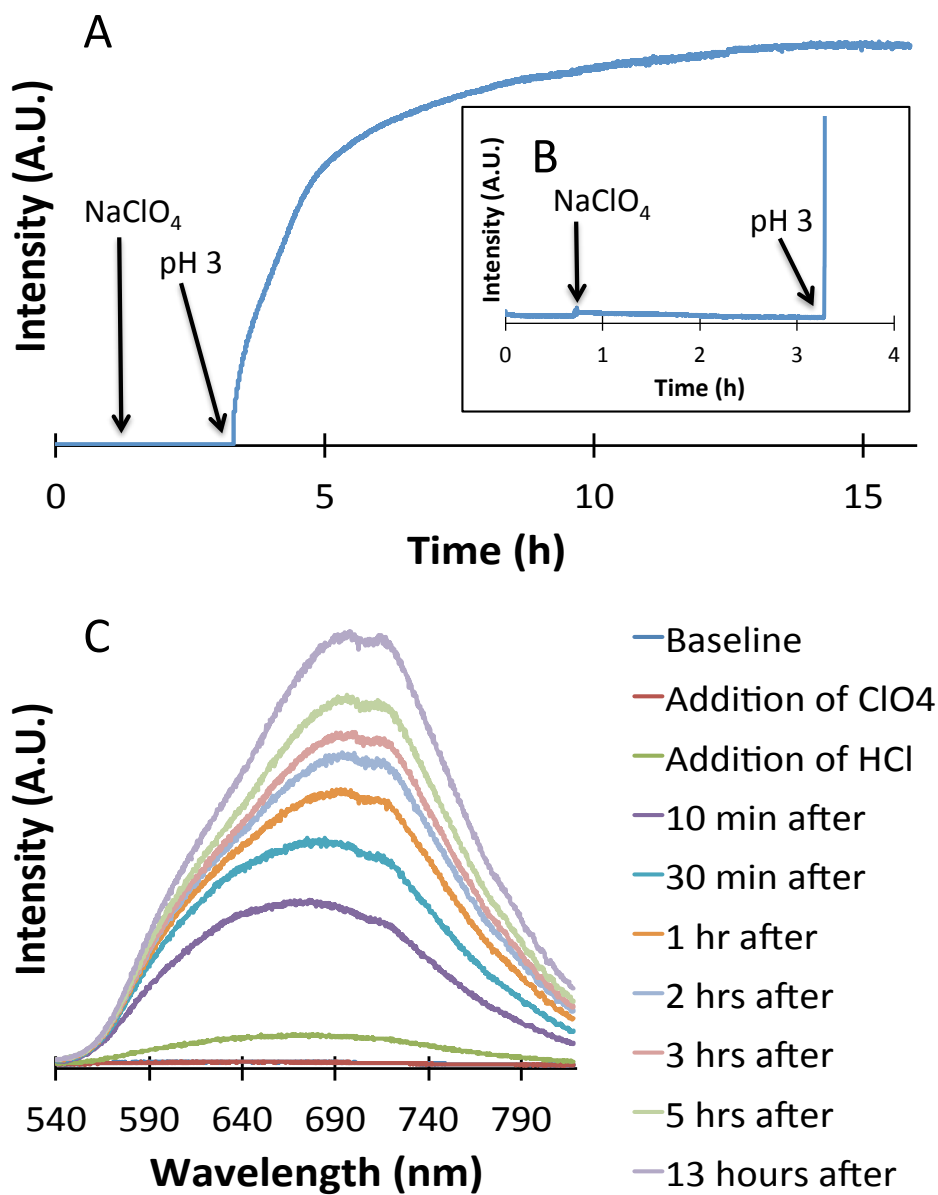 A
Intensity (A.U.)
NaClO₄
pH 3
0 5 10 15
Time (h)
B
Intensity (A.U.)
NaClO₄
pH 3
0 1 2 3 4
Time (h)
C
Intensity (A.U.)
540 590 640 690 740 790
Wavelength (nm)
Baseline
Addition of ClO4
Addition of HCl
10 min after
30 min after
1 hr after
2 hrs after
3 hrs after
5 hrs after
13 hours after